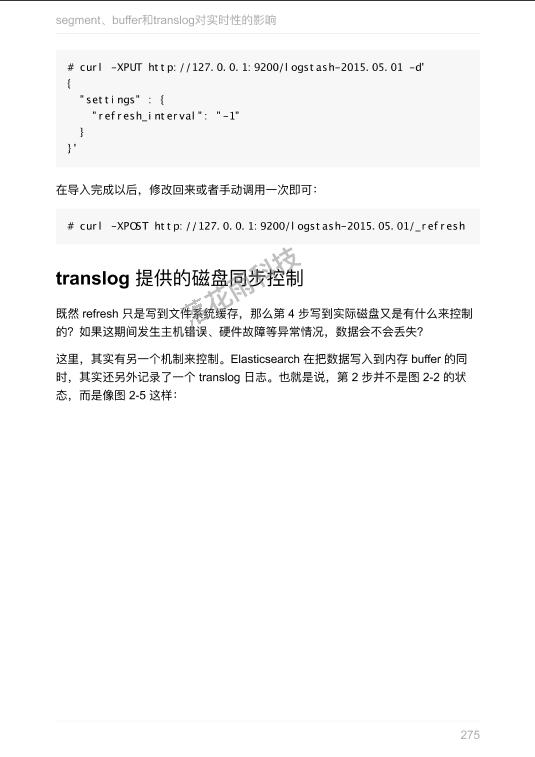 segment、buffer和translog对实时性的影响
# curl -XPUT http://127.0.0.1:9200/logstash-2015.05.01 -d'
{
"settings" : {
"refresh_interval": "-1"
}
}'
在导入完成以后，修改回来或者手动调用一次即可：
# curl -XPOST http://127.0.0.1:9200/logstash-2015.05.01/_refresh
translog 提供的磁盘同步控制
既然 refresh 只是写到文件系统缓存，那么第 4 步写到实际磁盘又是有什么来控制
的？如果这期间发生主机错误、硬件故障等异常情况，数据会不会丢失？
这里，其实有另一个机制来控制。Elasticsearch 在把数据写入到内存 buffer 的同
时，其实还另外记录了一个 translog 日志。也就是说，第 2 步并不是图 2-2 的状
态，而是像图 2-5 这样：
落花雨科技
275